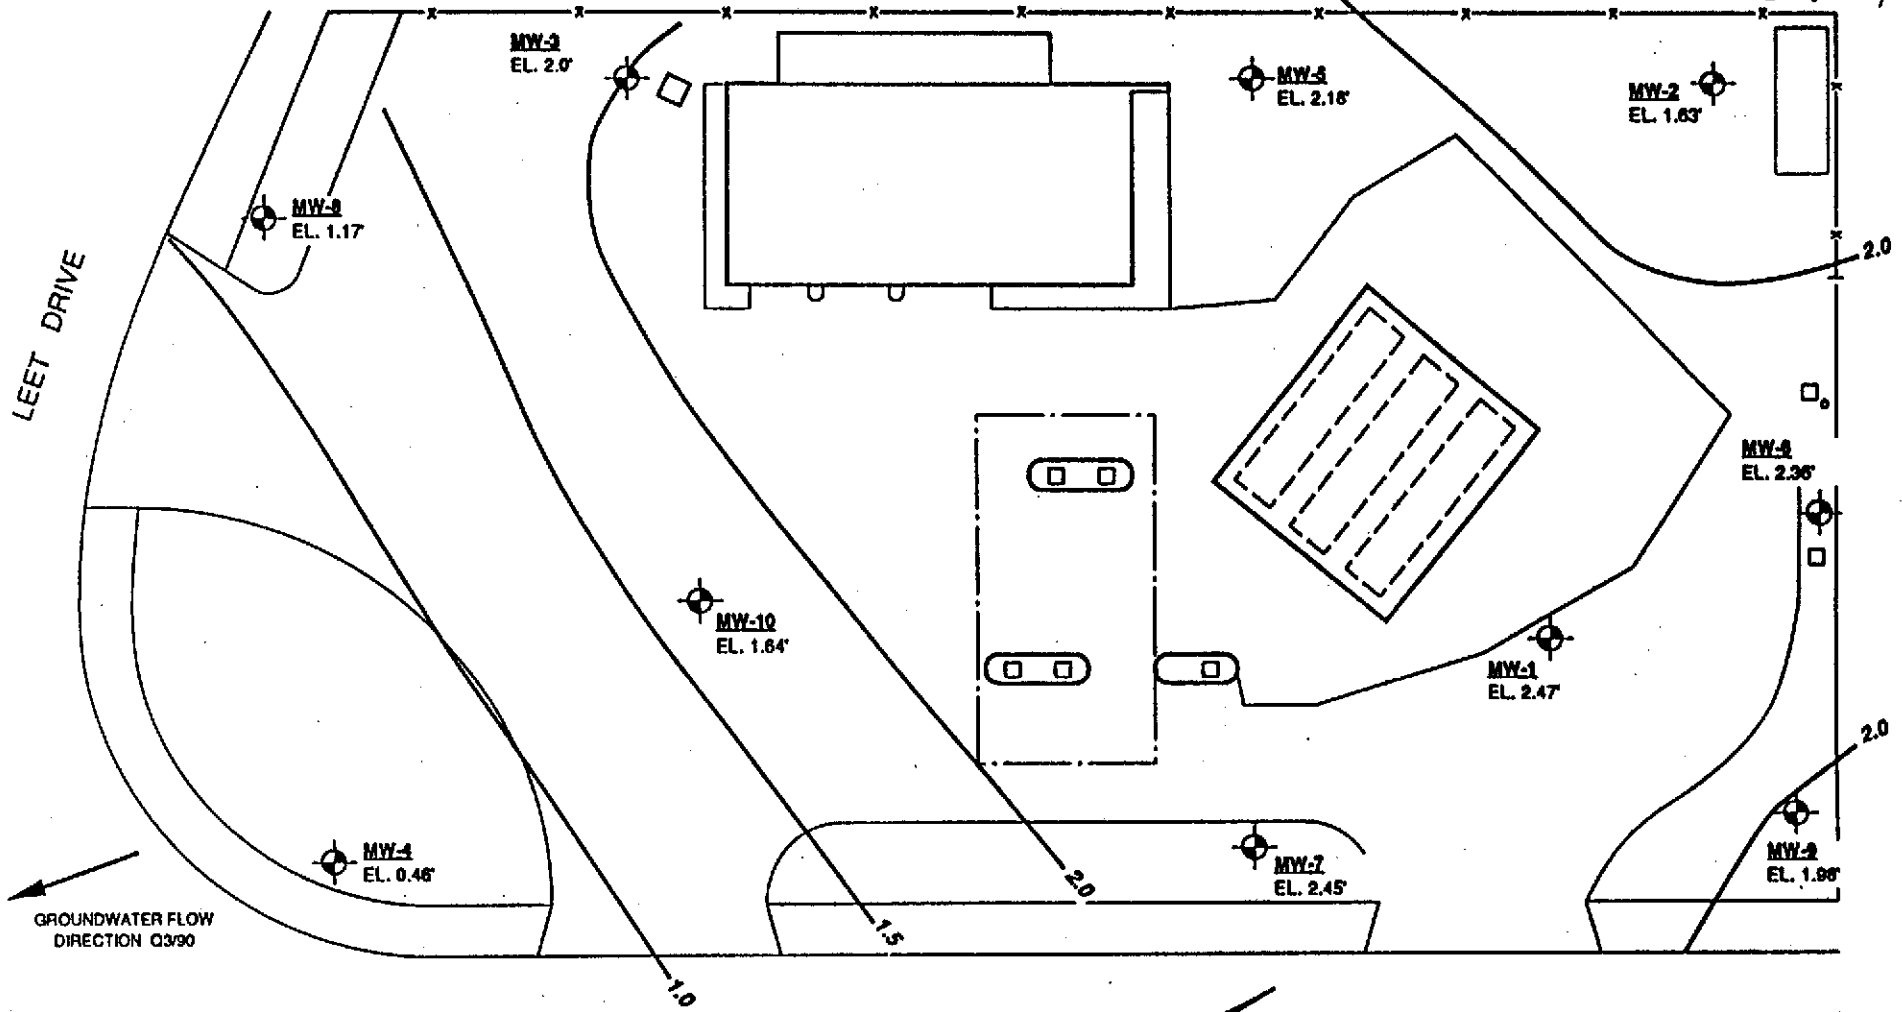 MW-3
EL. 2.0'
MW-5
EL. 2.18'
MW-2
EL. 1.63'
MW-8
EL. 1.17'
2.0
LEET DRIVE
MW-6
EL. 2.36'
MW-10
EL. 1.64'
MW-1
EL. 2.47'
2.0
MW-4
EL. 0.46'
MW-7
EL. 2.45'
MW-9
EL. 1.98'
2.0
GROUNDWATER FLOW
DIRECTION Q3/90
1.5
1.0